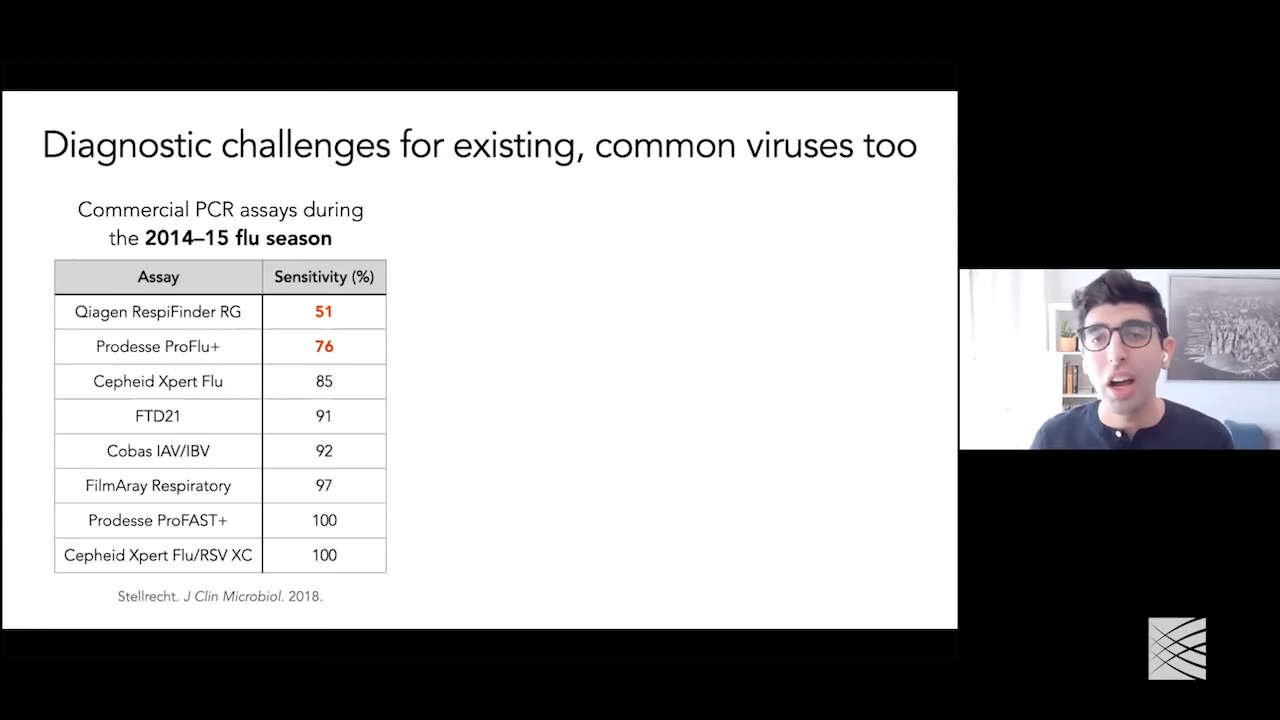 Diagnostic challenges for existing, common viruses too
Commercial PCR assays during
the 2014–15 flu season
Assay Sensitivity (%)
Qiagen RespiFinder RG 51
Prodesse ProFlu+ 76
Cepheid Xpert Flu 85
FTD21 91
Cobas IAV/IBV 92
FilmAray Respiratory 97
Prodesse ProFAST+ 100
Cepheid Xpert Flu/RSV XC 100
Stellrecht. J Clin Microbiol. 2018.